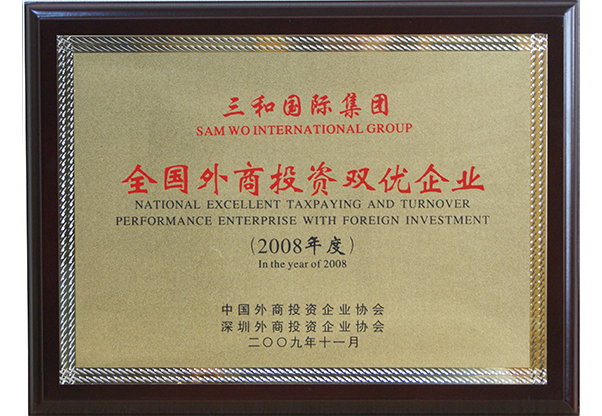 三和国际集团
SAM WO INTERNATIONAL GROUP
全国外商投资双优企业
NATIONAL EXCELLENT TAXPAYING AND TURNOVER
PERFORMANCE ENTERPRISE WITH FOREIGN INVESTMENT
(2008年度)
In the year of 2008
中国外商投资企业协会
深圳外商投资企业协会
二〇〇九年十一月